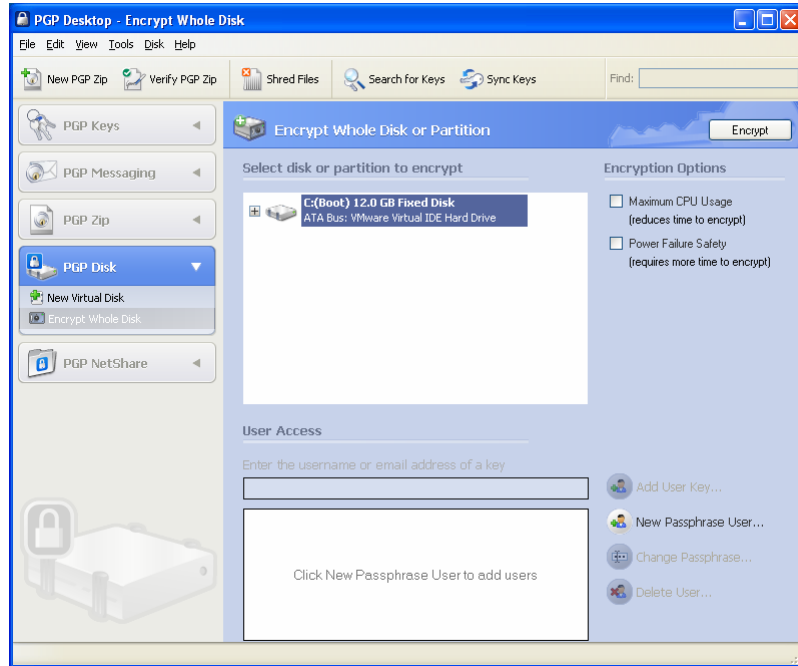 PGP Desktop - Encrypt Whole Disk
File Edit View Tools Disk Help
New PGP Zip Verify PGP Zip Shred Files Search for Keys Sync Keys Find:
PGP Keys
PGP Messaging
PGP Zip
PGP Disk
New Virtual Disk
Encrypt Whole Disk
PGP NetShare
Encrypt Whole Disk or Partition
Encrypt
Select disk or partition to encrypt
C:(Boot) 12.0 GB Fixed Disk
ATA Bus: VMware Virtual IDE Hard Drive
Encryption Options
Maximum CPU Usage
(reduces time to encrypt)
Power Failure Safety
(requires more time to encrypt)
User Access
Enter the username or email address of a key
Click New Passphrase User to add users
Add User Key...
New Passphrase User...
Change Passphrase...
Delete User...